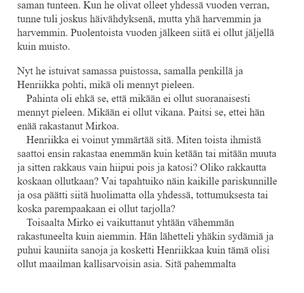 saman tunteen. Kun he olivat olleet yhdessä vuoden verran,
tunne tuli joskus häivähdyksenä, mutta yhä harvemmin ja
harvemmin. Puolentoista vuoden jälkeen siitä ei ollut jäljellä
kuin muisto.
Nyt he istuivat samassa puistossa, samalla penkillä ja
Henriikka pohti, mikä oli mennyt pieleen.
Pahinta oli ehkä se, että mikään ei ollut suoranaisesti
mennyt pieleen. Mikään ei ollut vikana. Paitsi se, ettei hän
enää rakastanut Mirkoa.
Henriikka ei voinut ymmärtää sitä. Miten toista ihmistä
saattoi ensin rakastaa enemmän kuin ketään tai mitään muuta
ja sitten rakkaus vain hiipui pois ja katosi? Oliko rakkautta
koskaan ollutkaan? Vai tapahtuiko näin kaikille pariskunnille
ja osa päätti siitä huolimatta olla yhdessä, tottumuksesta tai
koska parempaakaan ei ollut tarjolla?
Toisaalta Mirko ei vaikuttanut yhtään vähemmän
rakastuneelta kuin aiemmin. Hän lähetteli yhäkin sydämiä ja
puhui kauniita sanoja ja kosketti Henriikkaa kuin tämä olisi
ollut maailman kallisarvoisin asia. Sitä pahemmalta